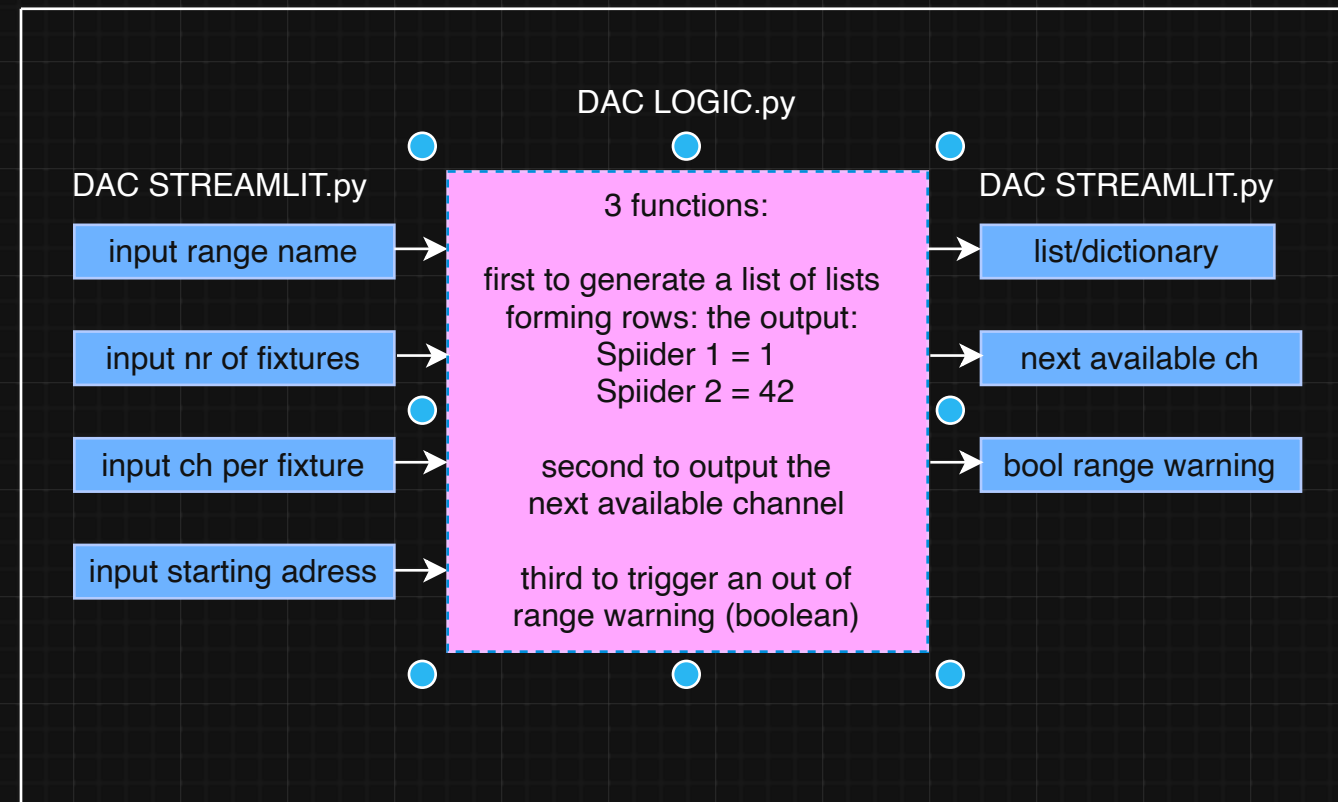 DAC LOGIC.py
DAC STREAMLIT.py
input range name
input nr of fixtures
input ch per fixture
input starting adress
3 functions:
first to generate a list of lists
forming rows: the output:
Spiider 1 = 1
Spiider 2 = 42
second to output the
next available channel
third to trigger an out of
range warning (boolean)
DAC STREAMLIT.py
list/dictionary
next available ch
bool range warning